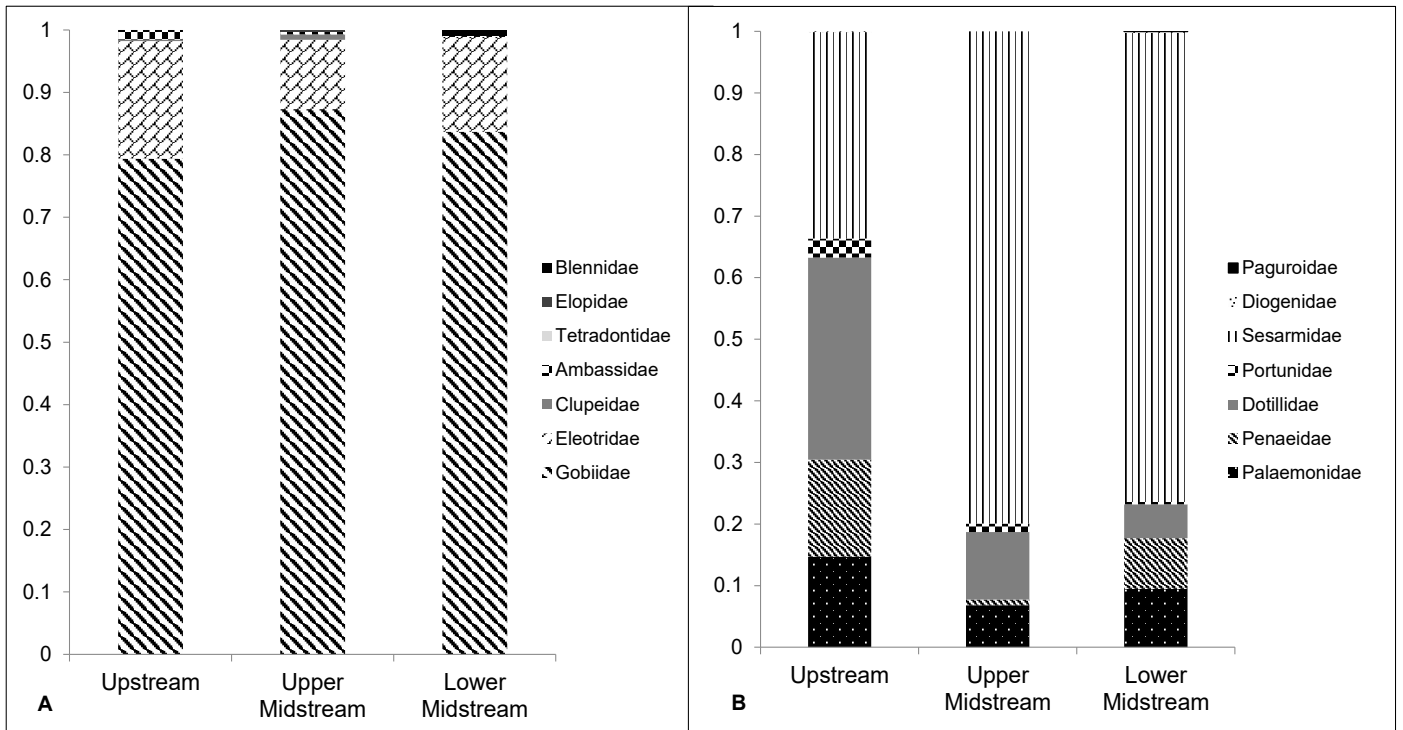 1
0.9
0.8
0.7
0.6
0.5
0.4
0.3
0.2
0.1
0
Upstream
Upper
Midstream
Lower
Midstream
Blennidae
Elopidae
Tetradontidae
Ambassidae
Clupeidae
Eleotridae
Gobiidae
A
1
0.9
0.8
0.7
0.6
0.5
0.4
0.3
0.2
0.1
0
Upstream
Upper
Midstream
Lower
Midstream
Paguroidae
Diogenidae
Sesarmidae
Portunidae
Dotillidae
Penaeidae
Palaemonidae
B